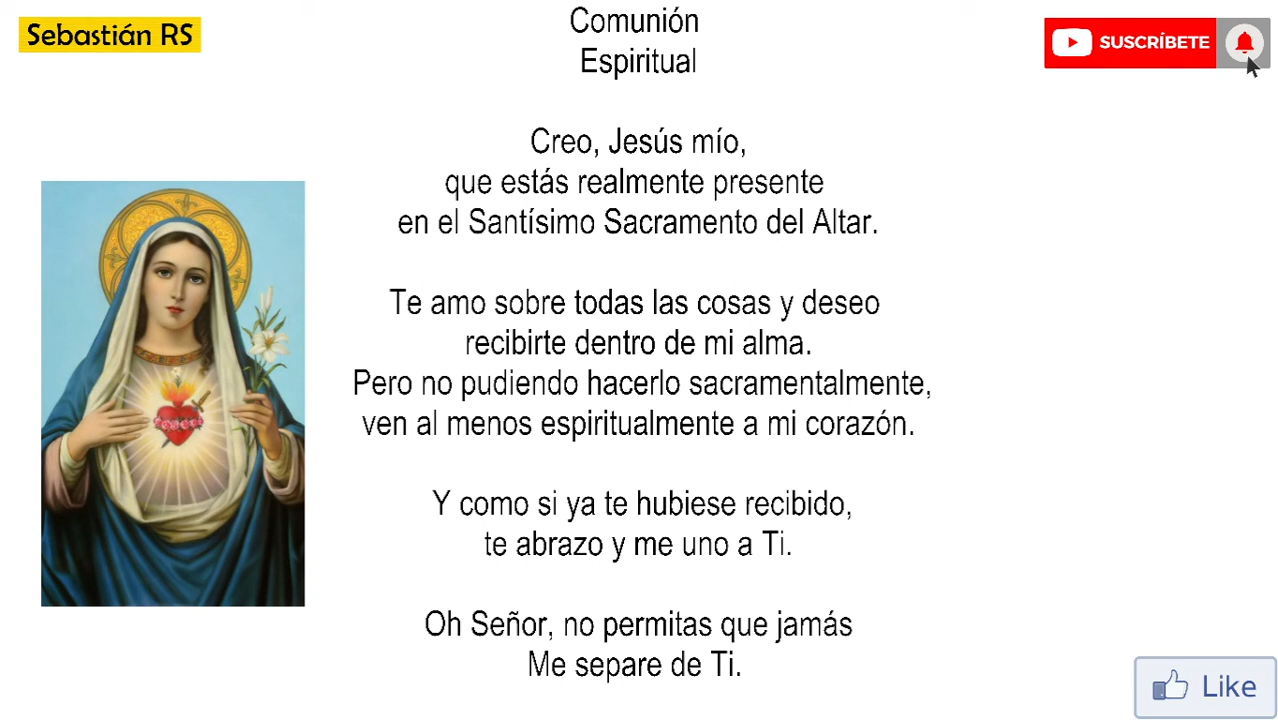 Sebastián RS
SUSCRÍBETE
Comunión
Espiritual
Creo, Jesús mío,
que estás realmente presente
en el Santísimo Sacramento del Altar.
Te amo sobre todas las cosas y deseo
recibirte dentro de mi alma.
Pero no pudiendo hacerlo sacramentalmente,
ven al menos espiritualmente a mi corazón.
Y como si ya te hubiese recibido,
te abrazo y me uno a Ti.
Oh Señor, no permitas que jamás
Me separe de Ti.
Like